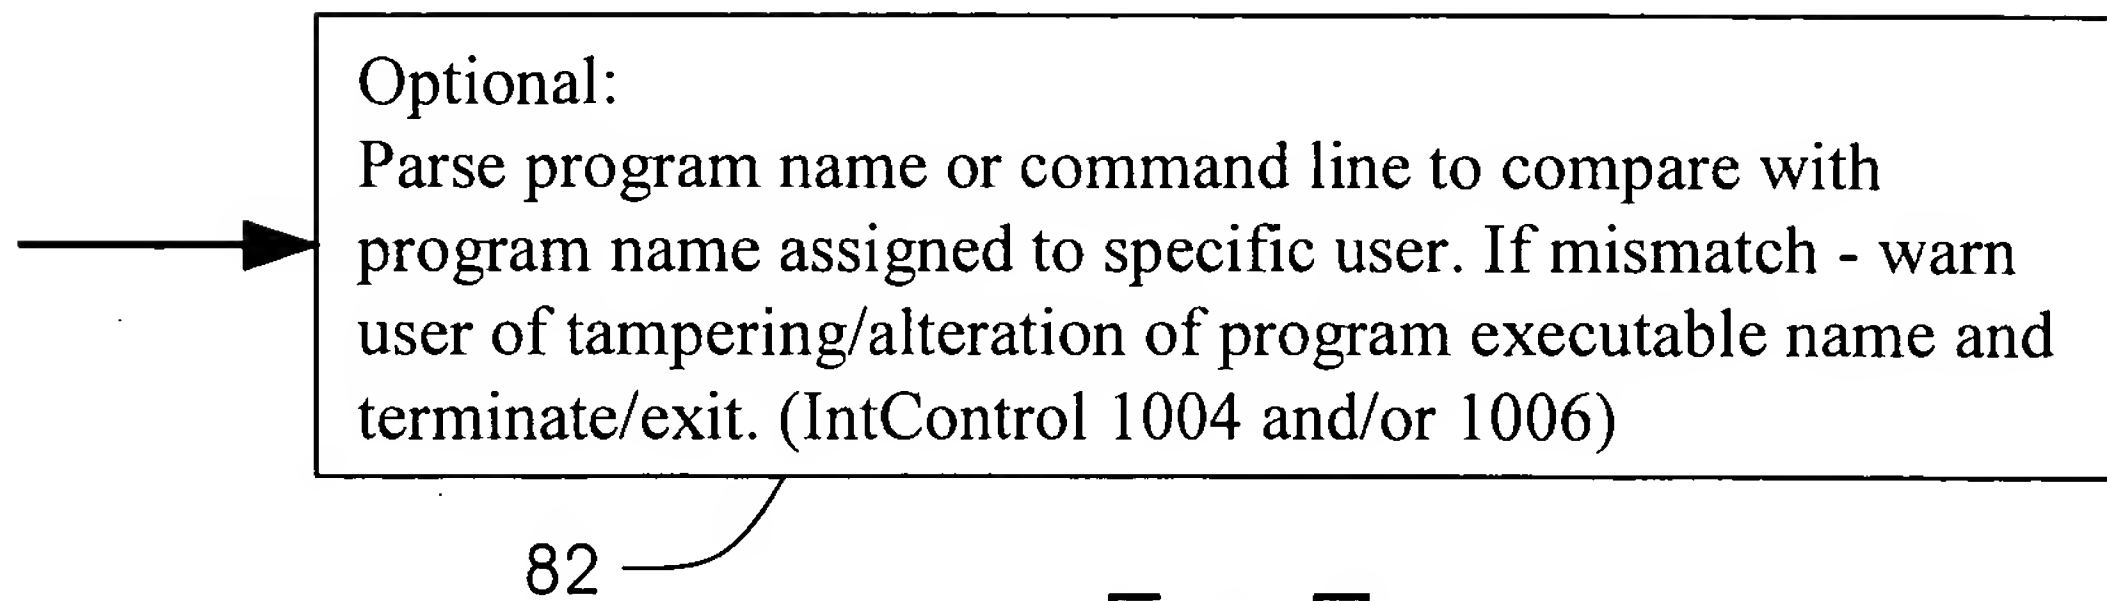 Optional:
Parse program name or command line to compare with
program name assigned to specific user. If mismatch - warn
user of tampering/alteration of program executable name and
terminate/exit. (IntControl 1004 and/or 1006)
82